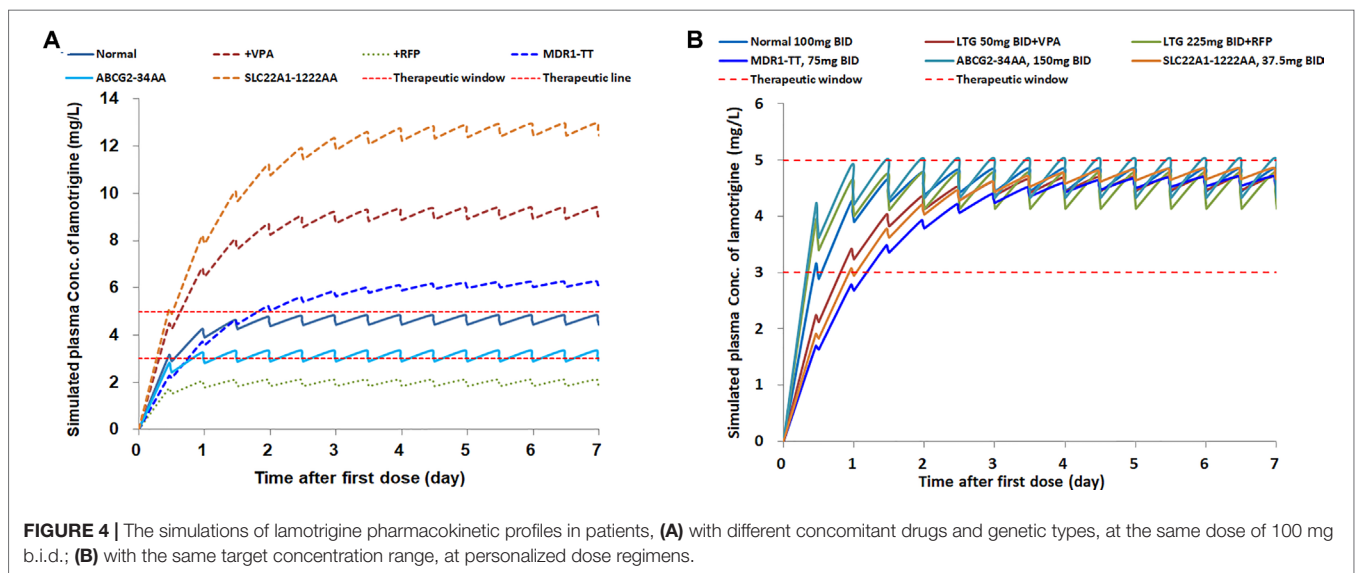 A
Normal +VPA +RFP MDR1-TT
ABCG2-34AA SLC22A1-1222AA Therapeutic window Therapeutic line
Simulated plasma Conc. of lamotrigine (mg/L)
14
12
10
8
6
4
2
0
0 1 2 3 4 5 6 7
Time after first dose (day)
B
Normal 100mg BID LTG 50mg BID+VPA LTG 225mg BID+RFP
MDR1-TT, 75mg BID ABCG2-34AA, 150mg BID SLC22A1-1222AA, 37.5mg BID
Therapeutic window Therapeutic window
Simulated plasma Conc. of lamotrigine (mg/L)
6
5
4
3
2
1
0
0 1 2 3 4 5 6 7
Time after first dose (day)
FIGURE 4 | The simulations of lamotrigine pharmacokinetic profiles in patients, (A) with different concomitant drugs and genetic types, at the same dose of 100 mg
b.i.d.; (B) with the same target concentration range, at personalized dose regimens.